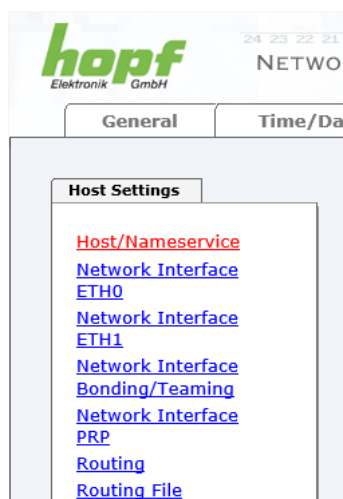 hopf
Elektronik GmbH
24 23 22 21
NETWO
General
Time/Da
Host Settings
Host/Nameservice
Network Interface
ETH0
Network Interface
ETH1
Network Interface
Bonding/Teaming
Network Interface
PRP
Routing
Routing File